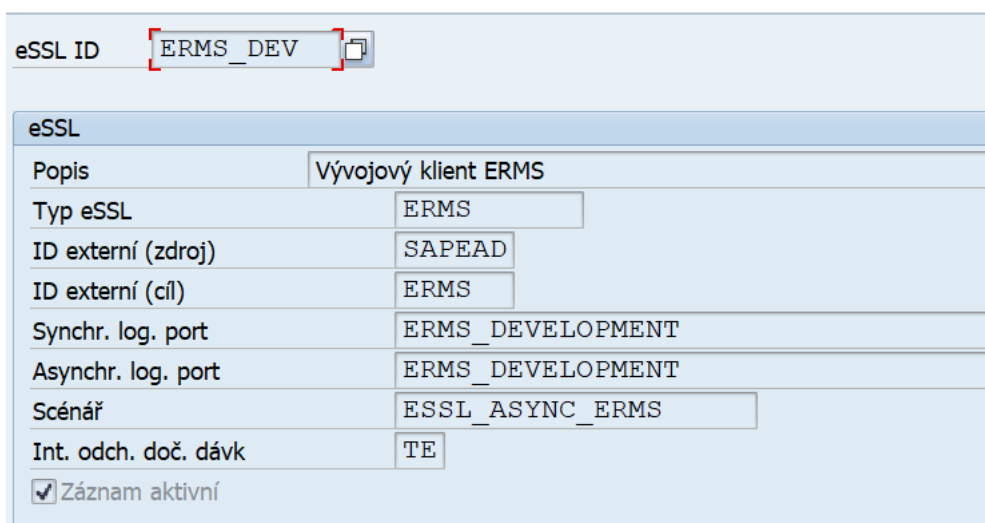 eSSL ID ERMS_DEV
eSSL
Popis Vývojový klient ERMS
Typ eSSL ERMS
ID externí (zdroj) SAPEAD
ID externí (cíl) ERMS
Synchr. log. port ERMS_DEVELOPMENT
Asynchr. log. port ERMS_DEVELOPMENT
Scénář ESSL_ASYNC_ERMS
Int. odch. doč. dávk TE
Záznam aktivní